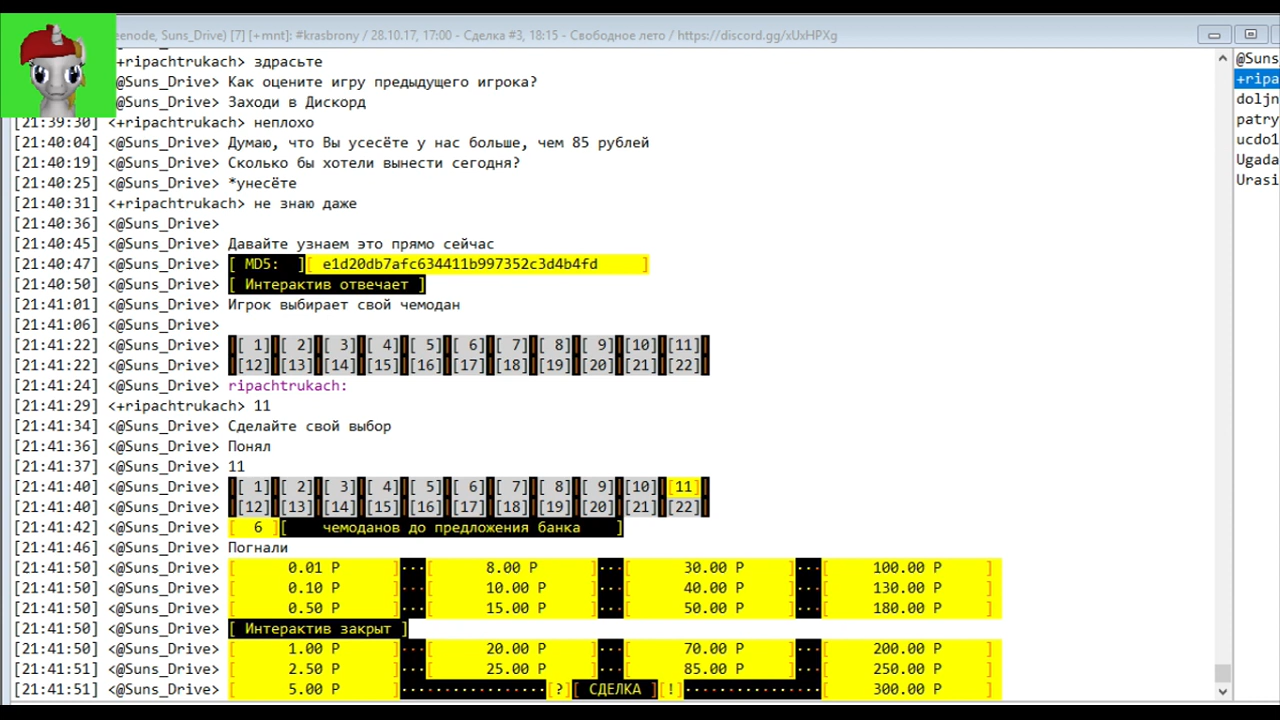 eenode, Suns_Drive) [7] [+mnt]: #krasbrony / 28.10.17, 17:00 - Сделка #3, 18:15 - Свободное лето / https://discord.gg/xUxHPXg
+ripachtrukach> здрасьте
@Suns_Drive> Как оцените игру предыдущего игрока?
@Suns_Drive> Заходи в Дискорд
[21:39:30] <+ripachtrukach> неплохо
[21:40:04] <@Suns_Drive> Думаю, что Вы усесёте у нас больше, чем 85 рублей
[21:40:19] <@Suns_Drive> Сколько бы хотели вынести сегодня?
[21:40:25] <@Suns_Drive> *унесёте
[21:40:31] <+ripachtrukach> не знаю даже
[21:40:36] <@Suns_Drive>
[21:40:45] <@Suns_Drive> Давайте узнаем это прямо сейчас
[21:40:47] <@Suns_Drive> [ MD5: ][ e1d20db7afc634411b997352c3d4b4fd ]
[21:40:50] <@Suns_Drive> [ Интерактив отвечает ]
[21:41:01] <@Suns_Drive> Игрок выбирает свой чемодан
[21:41:06] <@Suns_Drive>
[21:41:22] <@Suns_Drive> |[ 1]|[ 2]|[ 3]|[ 4]|[ 5]|[ 6]|[ 7]|[ 8]|[ 9]|[10]|[11]|
[21:41:22] <@Suns_Drive> |[12]|[13]|[14]|[15]|[16]|[17]|[18]|[19]|[20]|[21]|[22]|
[21:41:24] <@Suns_Drive> ripachtrukach:
[21:41:29] <+ripachtrukach> 11
[21:41:34] <@Suns_Drive> Сделайте свой выбор
[21:41:36] <@Suns_Drive> Понял
[21:41:37] <@Suns_Drive> 11
[21:41:40] <@Suns_Drive> |[ 1]|[ 2]|[ 3]|[ 4]|[ 5]|[ 6]|[ 7]|[ 8]|[ 9]|[10]|[11]|
[21:41:40] <@Suns_Drive> |[12]|[13]|[14]|[15]|[16]|[17]|[18]|[19]|[20]|[21]|[22]|
[21:41:42] <@Suns_Drive> [ 6 ][ чемоданов до предложения банка ]
[21:41:46] <@Suns_Drive> Погнали
[21:41:50] <@Suns_Drive> [ 0.01 Р ]···[ 8.00 Р ]···[ 30.00 Р ]···[ 100.00 Р ]
[21:41:50] <@Suns_Drive> [ 0.10 Р ]···[ 10.00 Р ]···[ 40.00 Р ]···[ 130.00 Р ]
[21:41:50] <@Suns_Drive> [ 0.50 Р ]···[ 15.00 Р ]···[ 50.00 Р ]···[ 180.00 Р ]
[21:41:50] <@Suns_Drive> [ Интерактив закрыт ]
[21:41:50] <@Suns_Drive> [ 1.00 Р ]···[ 20.00 Р ]···[ 70.00 Р ]···[ 200.00 Р ]
[21:41:51] <@Suns_Drive> [ 2.50 Р ]···[ 25.00 Р ]···[ 85.00 Р ]···[ 250.00 Р ]
[21:41:51] <@Suns_Drive> [ 5.00 Р ]·················[?][ СДЕЛКА ][!]················[ 300.00 Р ]
@Suns
+ripa
doljn
patry
ucdo1
Ugada
Urasi